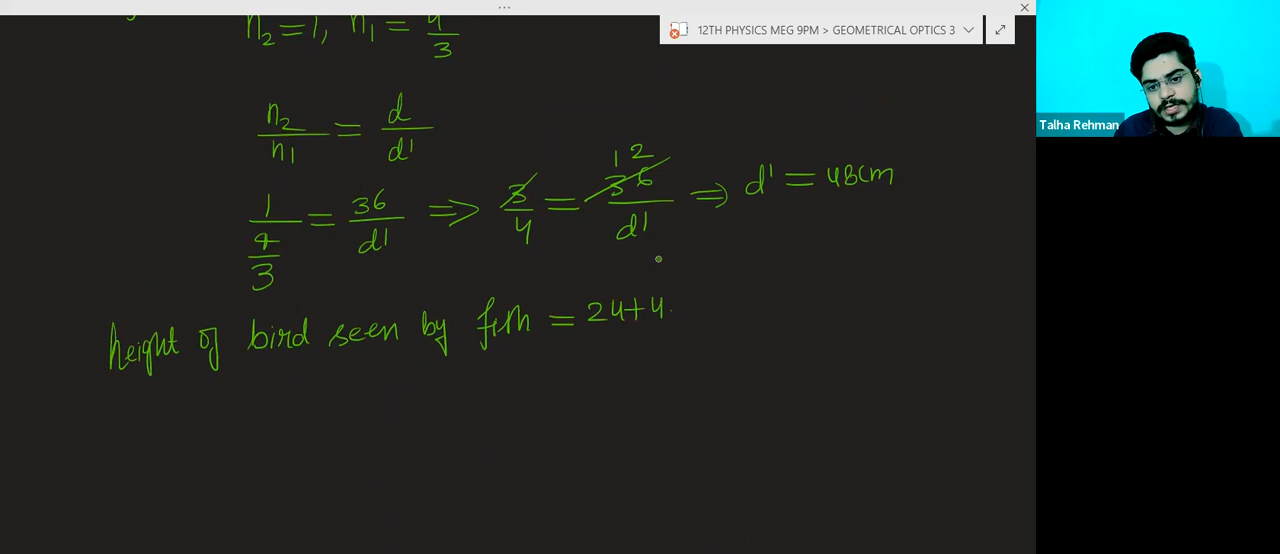 12TH PHYSICS MEG 9PM > GEOMETRICAL OPTICS 3
Talha Rehman
n₂ = 1, n₁ = 4/3
n₂/n₁ = d/d'
1/(4/3) = 36/d' ⇒ 3/4 = 36/d' 12 ⇒ d' = 48cm
height of bird seen by fish = 24+4